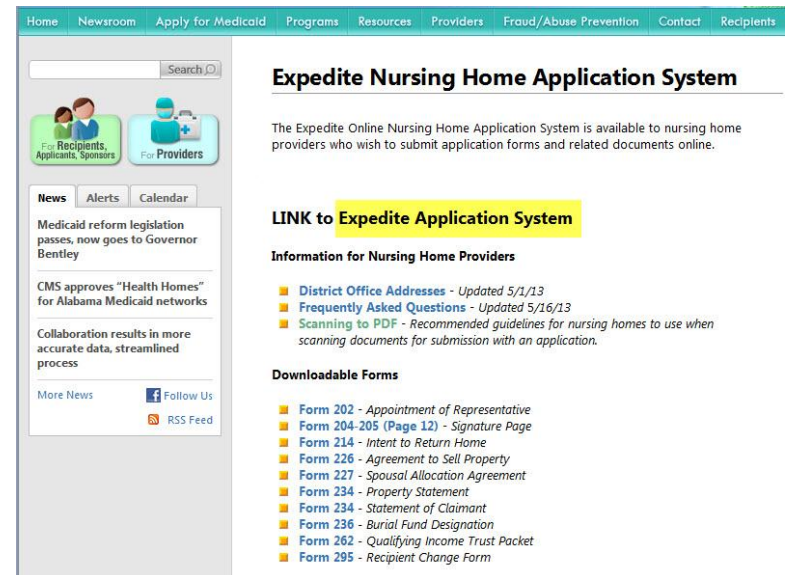 Home Newsroom Apply for Medicaid Programs Resources Providers Fraud/Abuse Prevention Contact Recipients
Search
For Recipients,
Applicants, Sponsors
For Providers
News Alerts Calendar
Medicaid reform legislation
passes, now goes to Governor
Bentley
CMS approves "Health Homes"
for Alabama Medicaid networks
Collaboration results in more
accurate data, streamlined
process
More News
Follow Us
RSS Feed
Expedite Nursing Home Application System
The Expedite Online Nursing Home Application System is available to nursing home
providers who wish to submit application forms and related documents online.
LINK to Expedite Application System
Information for Nursing Home Providers
District Office Addresses - Updated 5/1/13
Frequently Asked Questions - Updated 5/16/13
Scanning to PDF - Recommended guidelines for nursing homes to use when
scanning documents for submission with an application.
Downloadable Forms
Form 202 - Appointment of Representative
Form 204-205 (Page 12) - Signature Page
Form 214 - Intent to Return Home
Form 226 - Agreement to Sell Property
Form 227 - Spousal Allocation Agreement
Form 234 - Property Statement
Form 234 - Statement of Claimant
Form 236 - Burial Fund Designation
Form 262 - Qualifying Income Trust Packet
Form 295 - Recipient Change Form